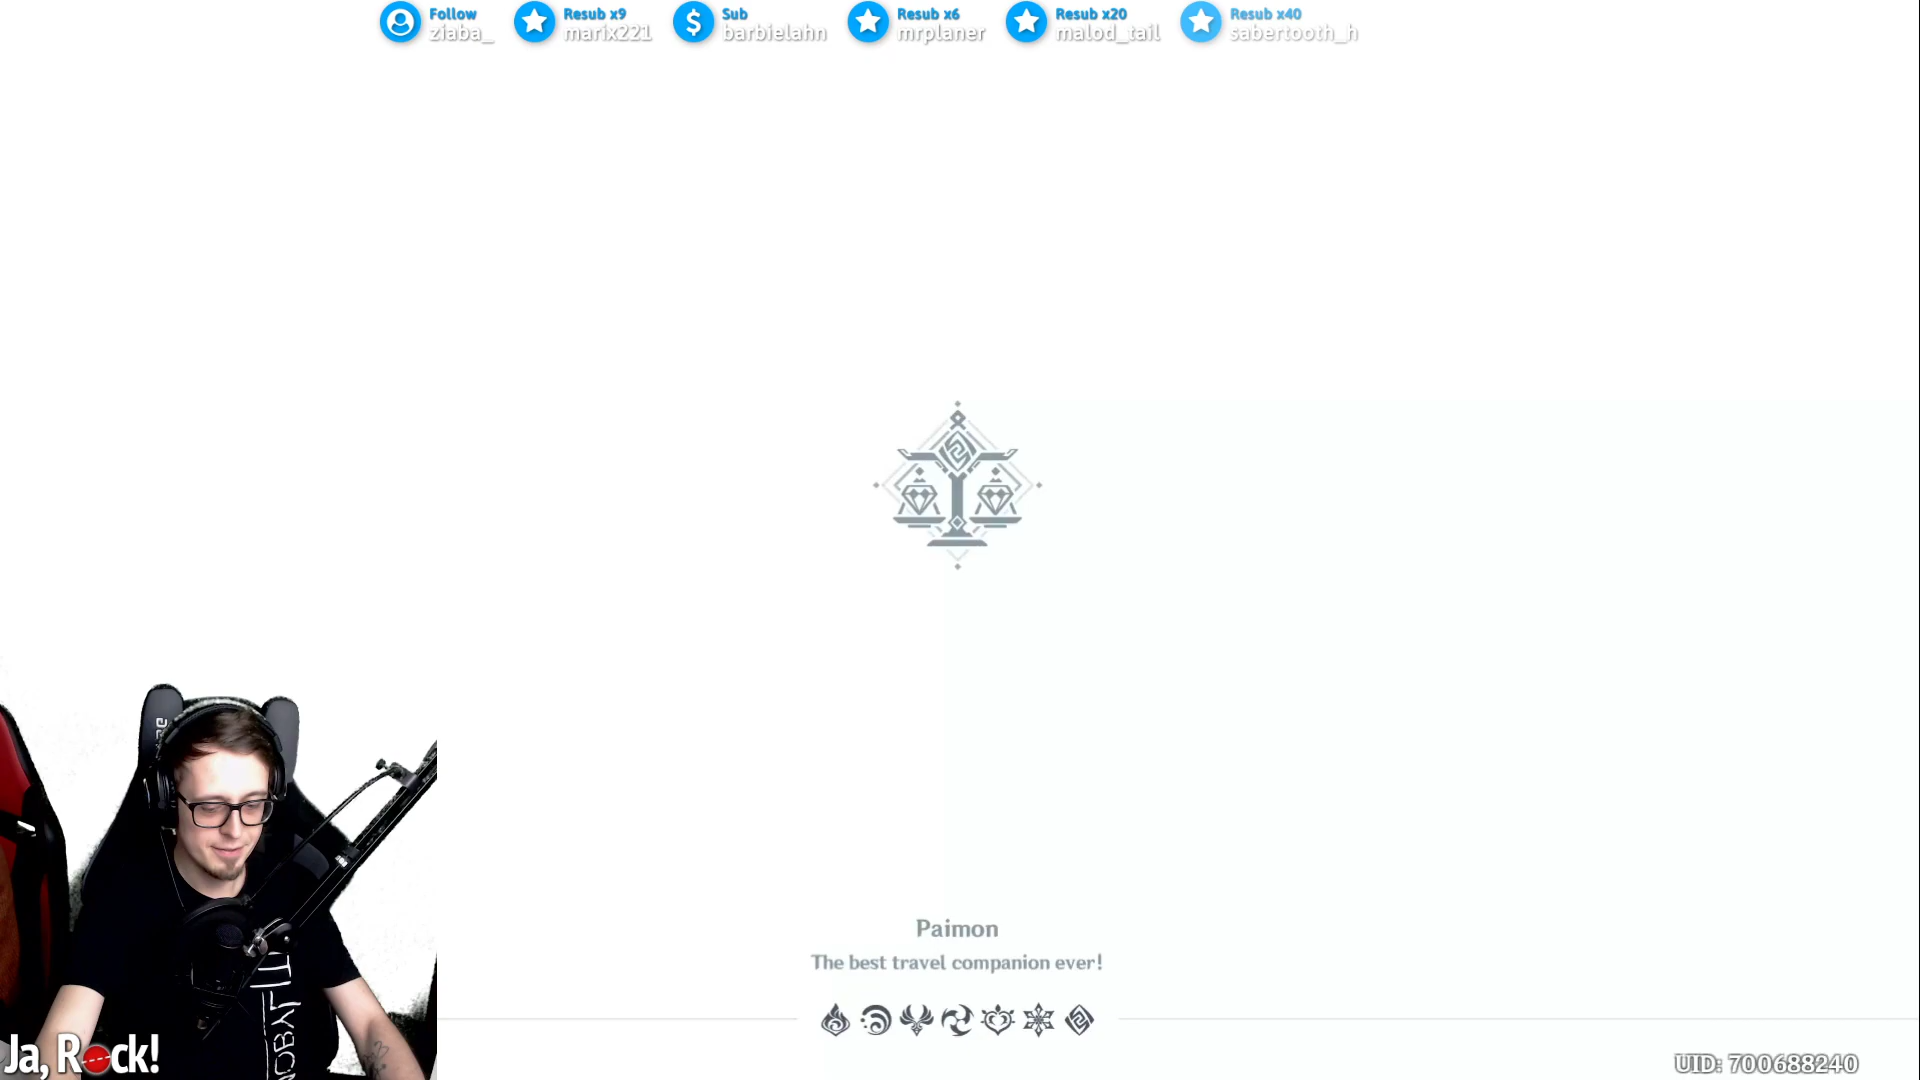 Follow
ziaba_
Resub x9
marix221
Sub
barbielahn
Resub x6
mrplaner
Resub x20
malod_tail
Resub x40
sabertooth_h
Paimon
The best travel companion ever!
Ja, Rock!
UID: 700688240